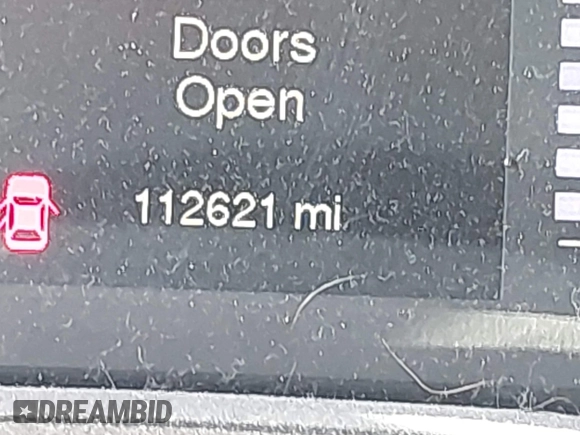 Doors
Open
112621 mi
DREAMBID